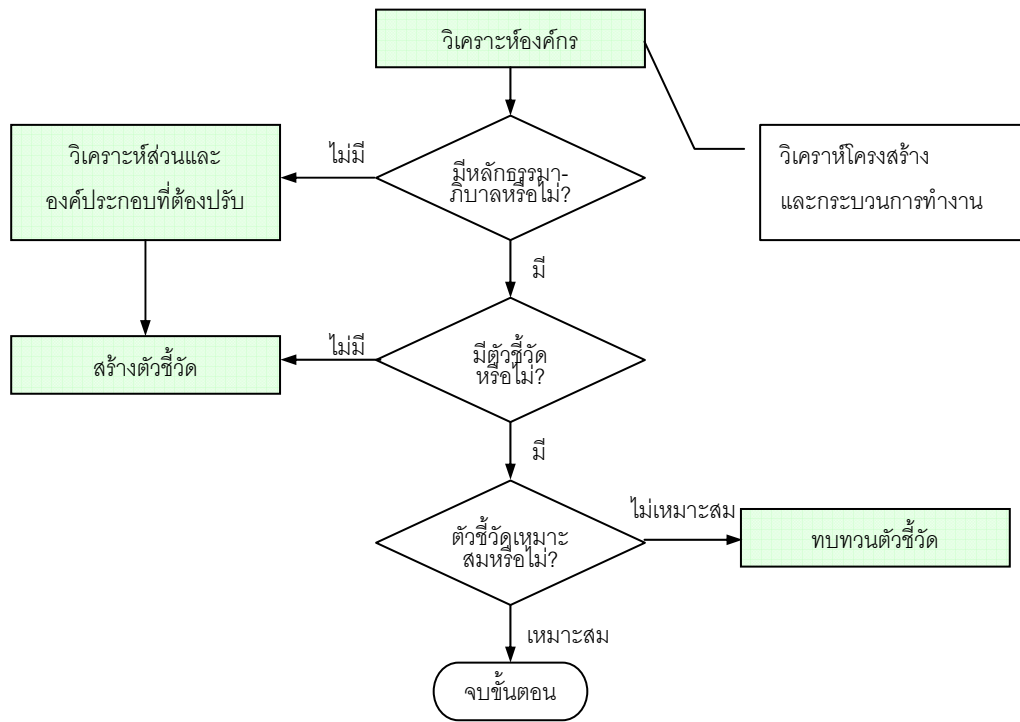 วิเคราะห์องค์กร
ไม่มี
วิเคราะห์ส่วนและ
องค์ประกอบที่ต้องปรับ
มีหลักธรรมา-
ภิบาลหรือไม่?
วิเคราห์โครงสร้าง
และกระบวนการทำงาน
มี
ไม่มี
สร้างตัวชี้วัด
มีตัวชี้วัด
หรือไม่?
มี
ไม่เหมาะสม
ตัวชี้วัดเหมาะ
สมหรือไม่?
ทบทวนตัวชี้วัด
เหมาะสม
จบขั้นตอน